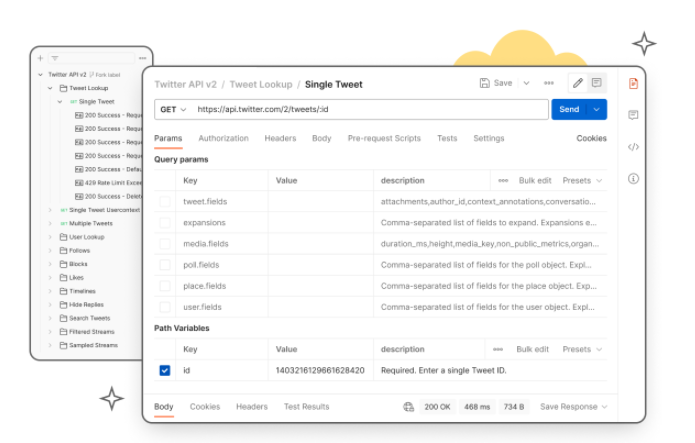 Twitter API v2 Fork label
Tweet Lookup
GET Single Tweet
200 Success - Reque
200 Success - Reque
200 Success - Reque
200 Success - Reque
200 Success - Defau
429 Rate Limit Excee
200 Success - Delet
GET Single Tweet Usercontext
GET Multiple Tweets
User Lookup
Follows
Blocks
Likes
Timelines
Hide Replies
Search Tweets
Filtered Streams
Sampled Streams
Twitter API v2 / Tweet Lookup / Single Tweet
Save
GET https://api.twitter.com/2/tweets/:id
Send
Params Authorization Headers Body Pre-request Scripts Tests Settings Cookies
Query params
Key Value description Bulk edit Presets
tweet.fields attachments,author_id,context_annotations,conversatio...
expansions Comma-separated list of fields to expand. Expansions e...
media.fields duration_ms,height,media_key,non_public_metrics,organ...
poll.fields Comma-separated list of fields for the poll object. Expl...
place.fields Comma-separated list of fields for the place object. Exp...
user.fields Comma-separated list of fields for the user object. Expl...
Path Variables
Key Value description Bulk edit Presets
id 1403216129661628420 Required. Enter a single Tweet ID.
Body Cookies Headers Test Results 200 OK 468 ms 734 B Save Response